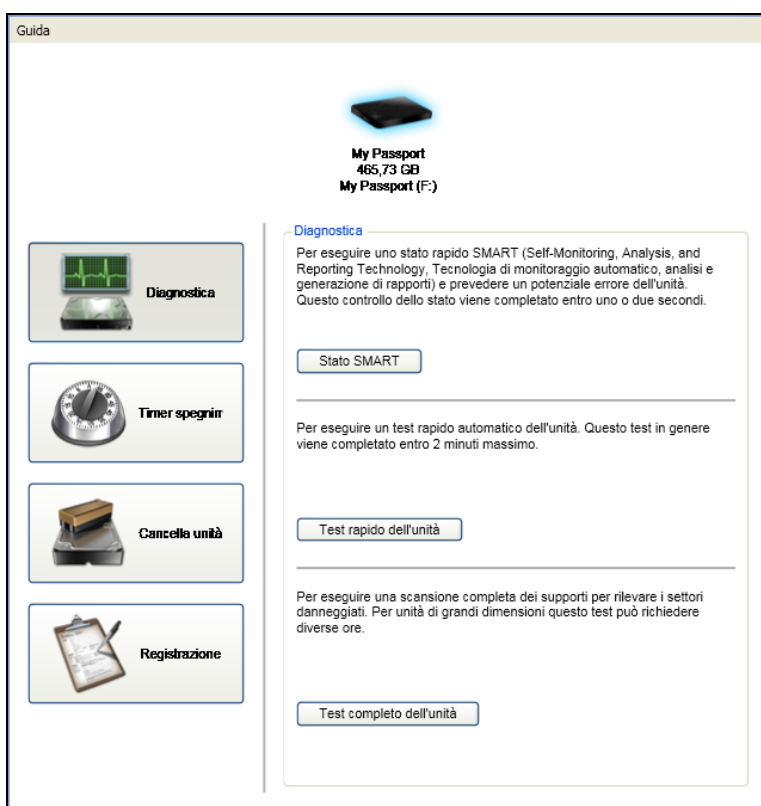 Guida
My Passport
465,73 GB
My Passport (F:)
Diagnostica
Timer spegnim
Cancella unità
Registrazione
Diagnostica
Per eseguire uno stato rapido SMART (Self-Monitoring, Analysis, and
Reporting Technology, Tecnologia di monitoraggio automatico, analisi e
generazione di rapporti) e prevedere un potenziale errore dell'unità.
Questo controllo dello stato viene completato entro uno o due secondi.
Stato SMART
Per eseguire un test rapido automatico dell'unità. Questo test in genere
viene completato entro 2 minuti massimo.
Test rapido dell'unità
Per eseguire una scansione completa dei supporti per rilevare i settori
danneggiati. Per unità di grandi dimensioni questo test può richiedere
diverse ore.
Test completo dell'unità